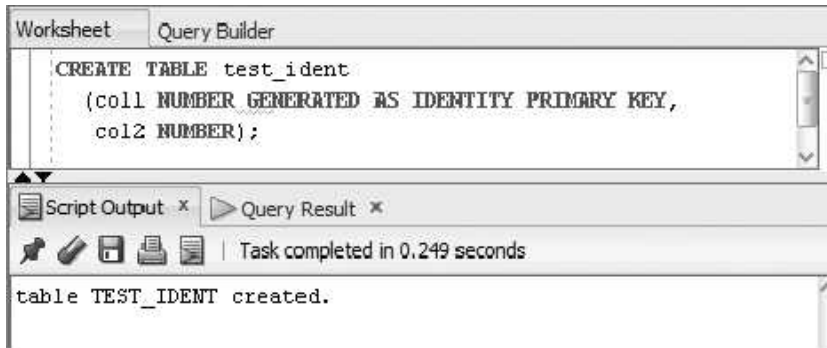 Worksheet Query Builder
CREATE TABLE test_ident
(col1 NUMBER GENERATED AS IDENTITY PRIMARY KEY,
col2 NUMBER);
Script Output x Query Result x
Task completed in 0.249 seconds
table TEST_IDENT created.